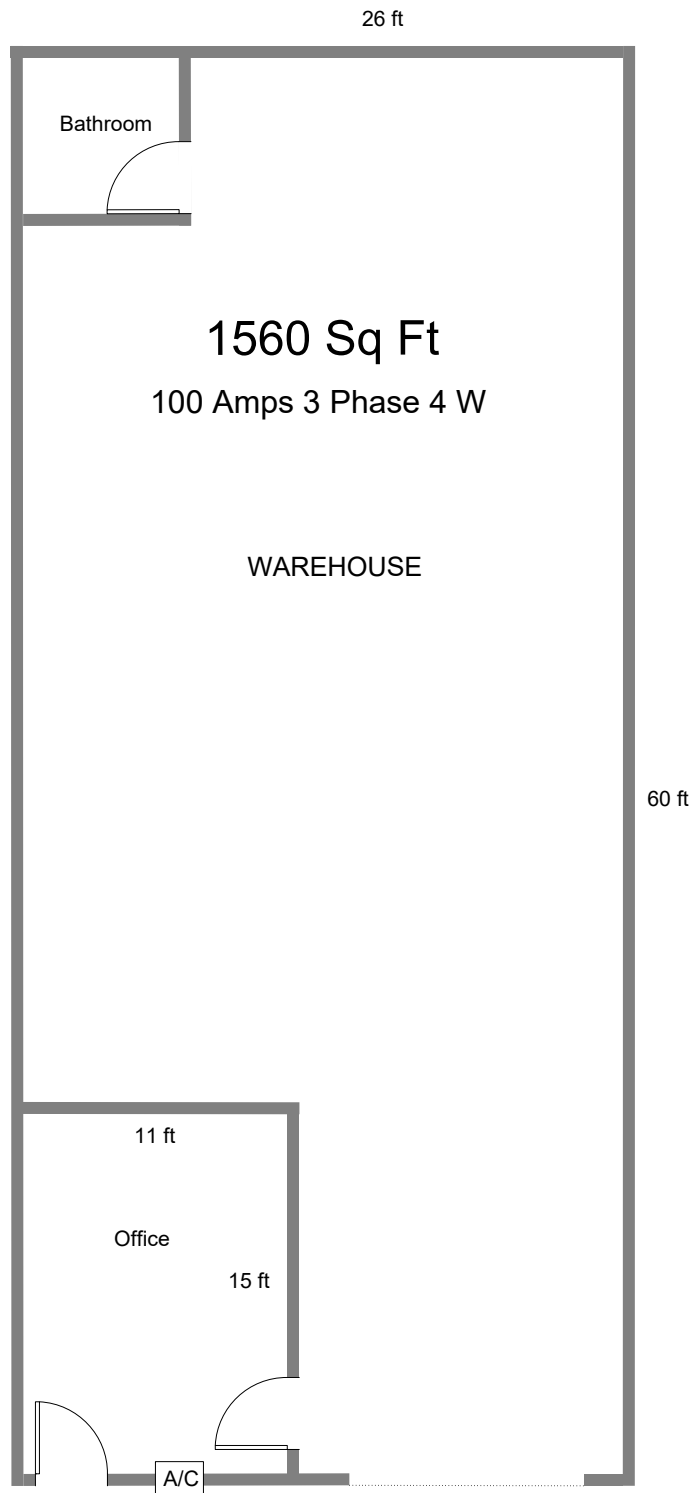 26 ft
Bathroom
1560 Sq Ft
100 Amps 3 Phase 4 W
WAREHOUSE
60 ft
11 ft
Office
15 ft
A/C